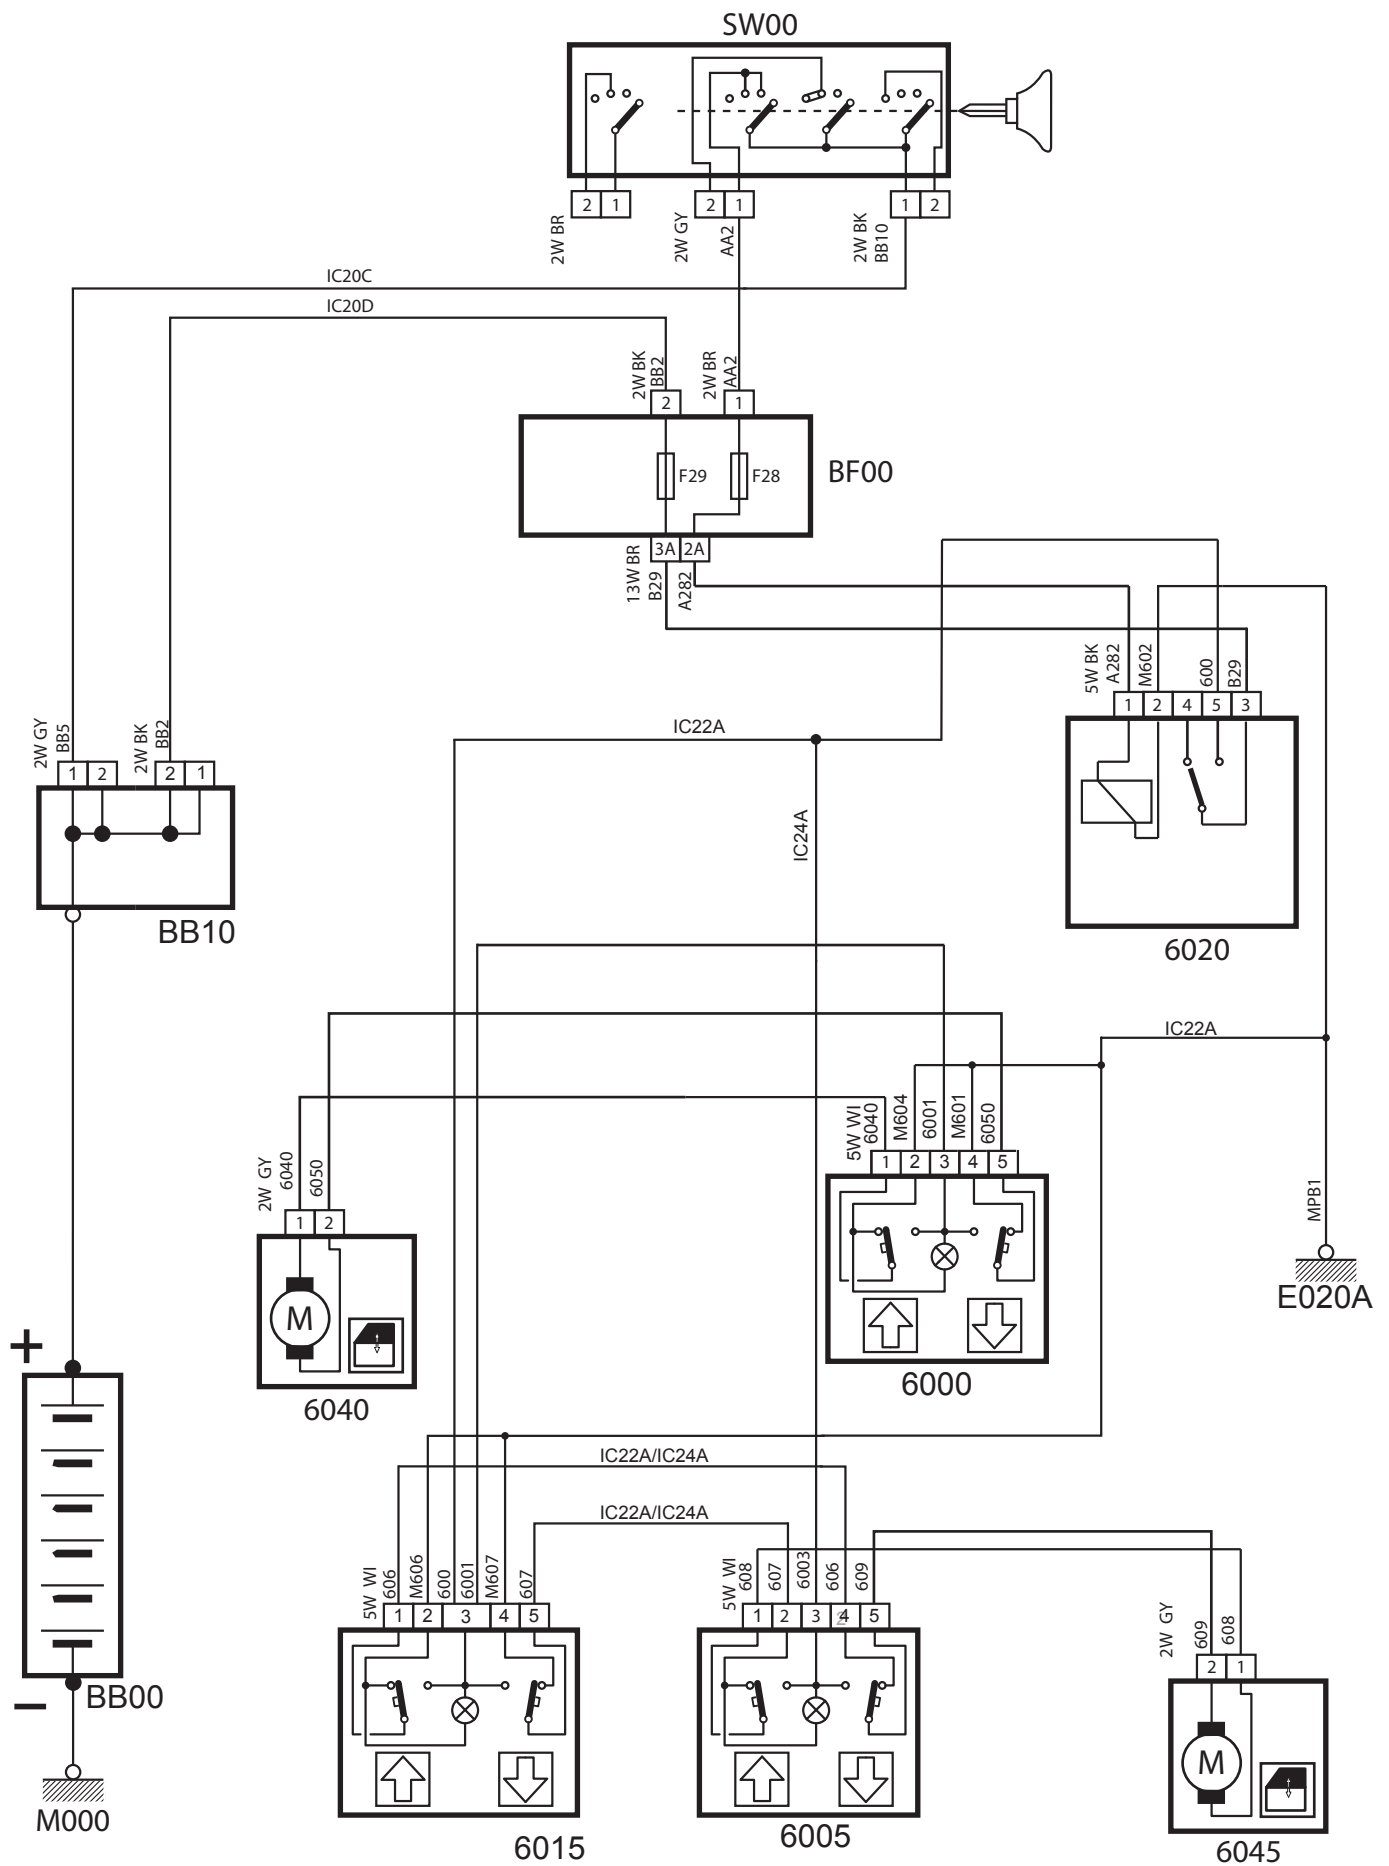 SW00
2 1 2 1 1 2
2W BR
2W GY
AA2
2W BK
BB10
IC20C
IC20D
2W BK
BB2
2W BR
AA2
2 1
F29 F28
BF00
3A 2A
13W BR
B29
A282
5W BK
A282
M602
600
B29
1 2 4 5 3
6020
2W GY
BB5
2W BK
BB2
1 2 2 1
BB10
IC22A
IC24A
IC22A
MPB1
E020A
5W WI
6040
M604
6001
M601
6050
1 2 3 4 5
6000
2W GY
6040
6050
1 2
M
6040
+
BB00
–
M000
IC22A/IC24A
IC22A/IC24A
5W WI
606
M606
600
6001
M607
607
1 2 3 4 5
6015
5W WI
608
607
6003
606
609
1 2 3 4 5
6005
2W GY
609
608
2 1
M
6045